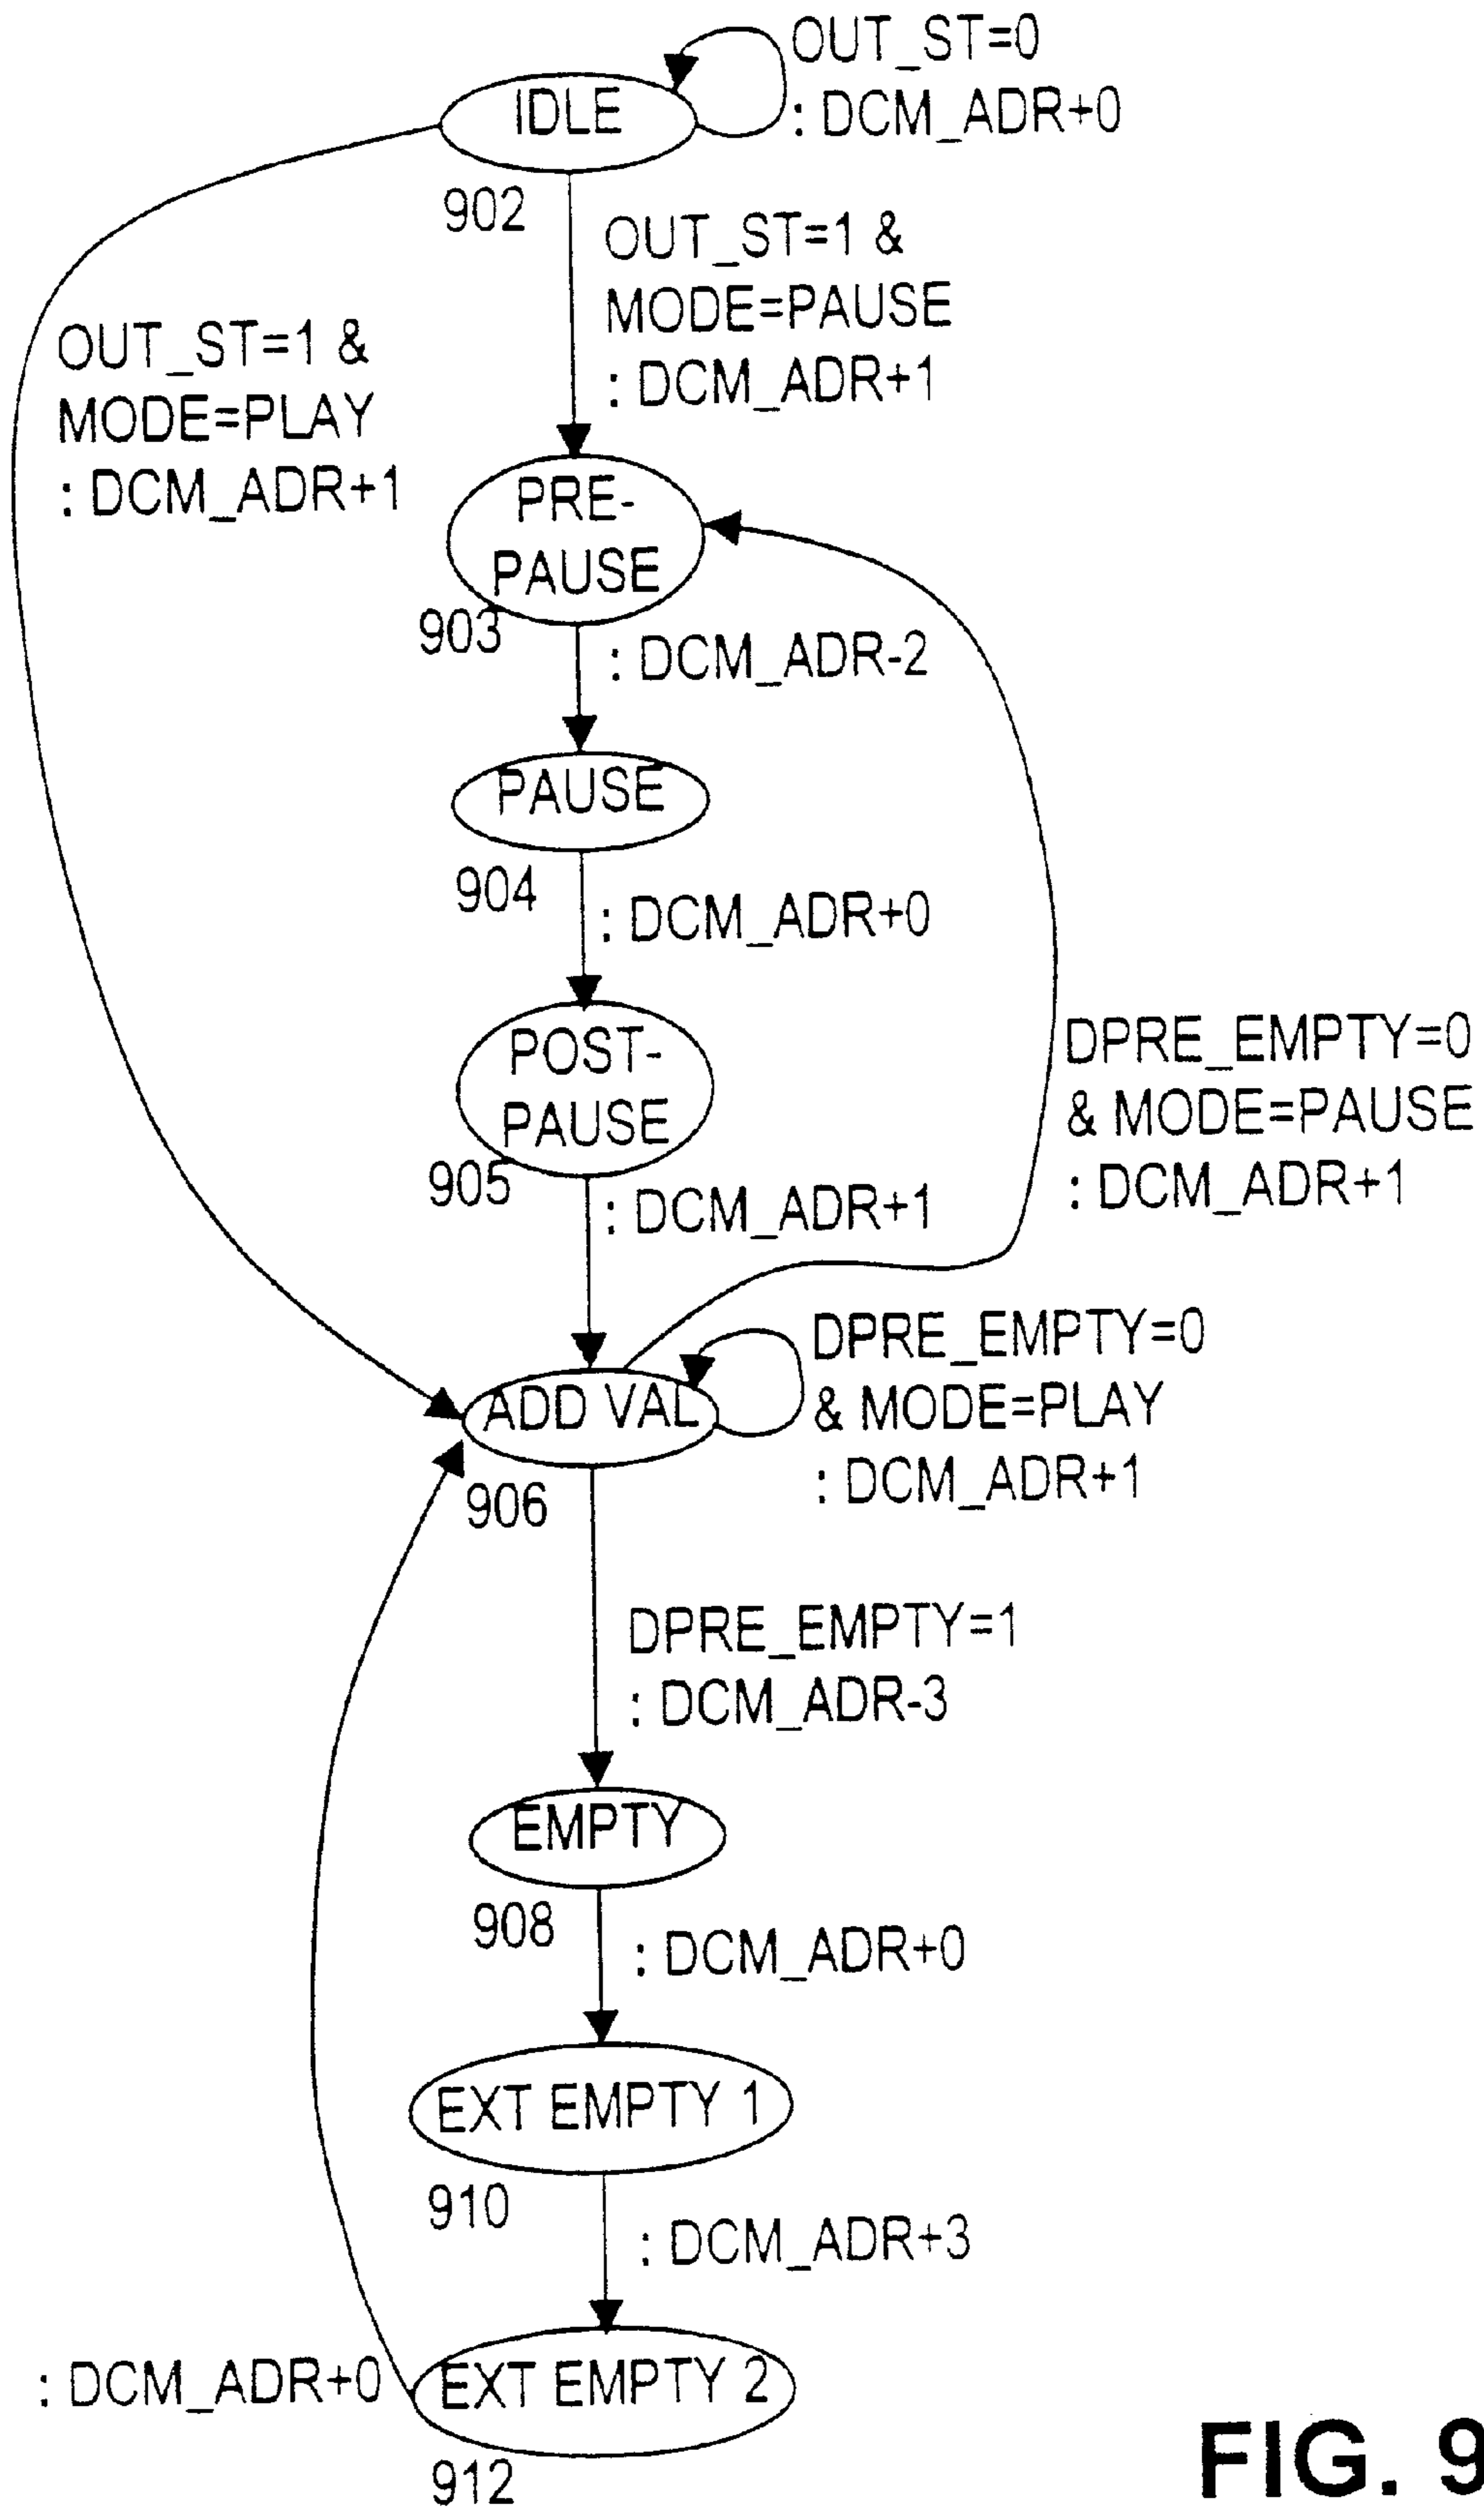 OUT_ST=0
: DCM_ADR+0
IDLE
902
OUT_ST=1 &
MODE=PAUSE
: DCM_ADR+1
OUT_ST=1 &
MODE=PLAY
: DCM_ADR+1
PRE-
PAUSE
903
: DCM_ADR-2
PAUSE
904
: DCM_ADR+0
POST-
PAUSE
905
: DCM_ADR+1
DPRE_EMPTY=0
& MODE=PAUSE
: DCM_ADR+1
ADD VAL
906
DPRE_EMPTY=0
& MODE=PLAY
: DCM_ADR+1
DPRE_EMPTY=1
: DCM_ADR-3
EMPTY
908
: DCM_ADR+0
EXT EMPTY 1
910
: DCM_ADR+3
: DCM_ADR+0
EXT EMPTY 2
912
FIG. 9